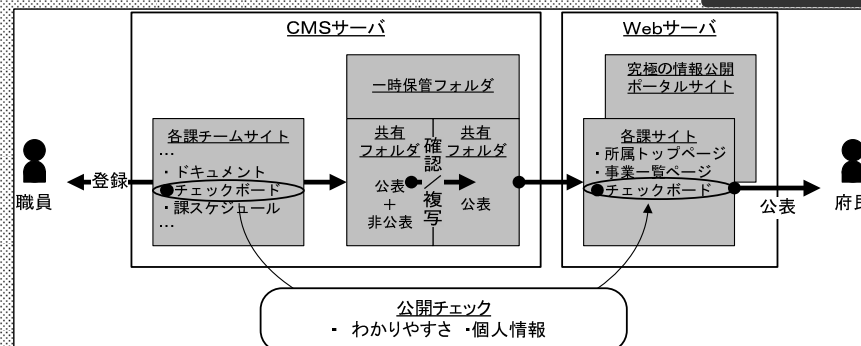 CMSサーバ
Webサーバ
一時保管フォルダ
究極の情報公開
ポータルサイト
各課チームサイト
…
・ドキュメント
・チェックボード
・課スケジュール
…
共有
フォルダ
公表
+
非公表
確認／複写
共有
フォルダ
公表
各課サイト
・所属トップページ
・事業一覧ページ
・チェックボード
職員
登録
公表
府民
公開チェック
・ わかりやすさ ・個人情報